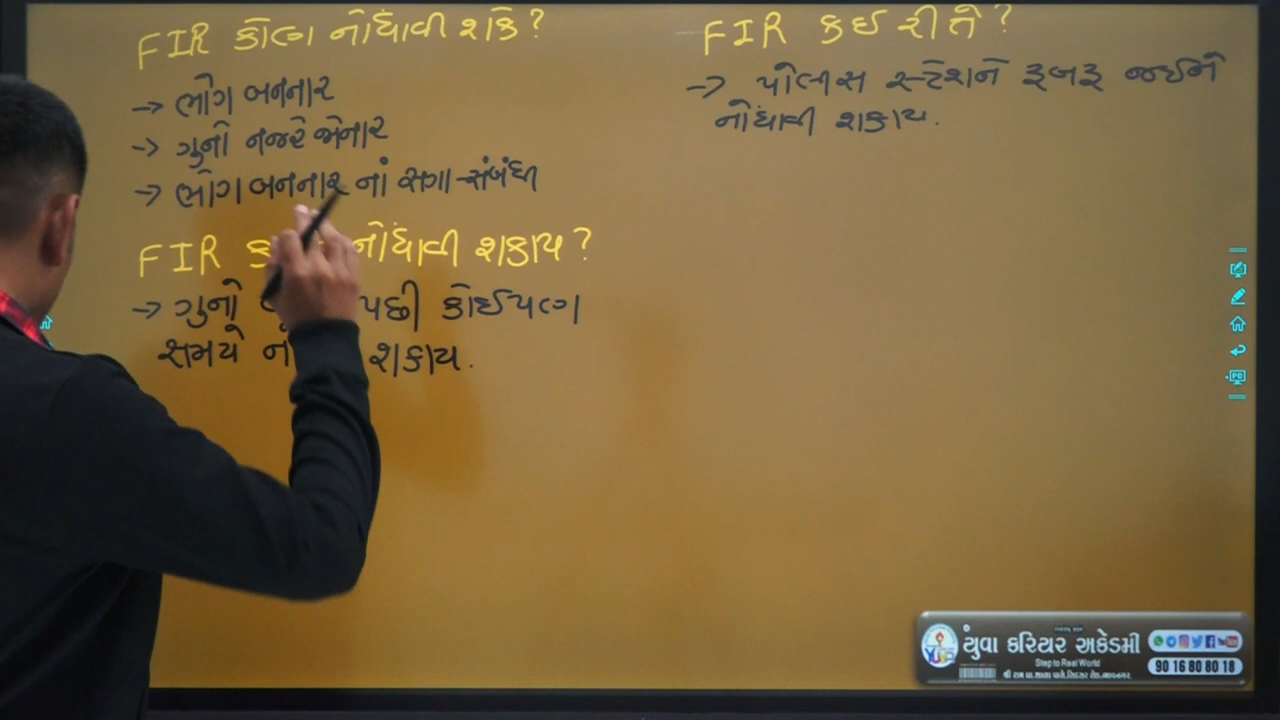 FIR કોણ નોંધાવી શકે?
→ ભોગ બનનાર
→ ગુનો નજરે જોનાર
→ ભોગ બનનાર નાં સગા-સંબંધી
FIR નોંધાવી શકાય?
→ ગુનો પછી કોઈપણ
સમયે શકાય.
FIR કઈ રીતે?
→ પોલીસ સ્ટેશને રૂબરૂ જઈને
નોંધાવી શકાય.
યુવા કરિયર એકેડમી
Step to Real World
90 16 80 80 18